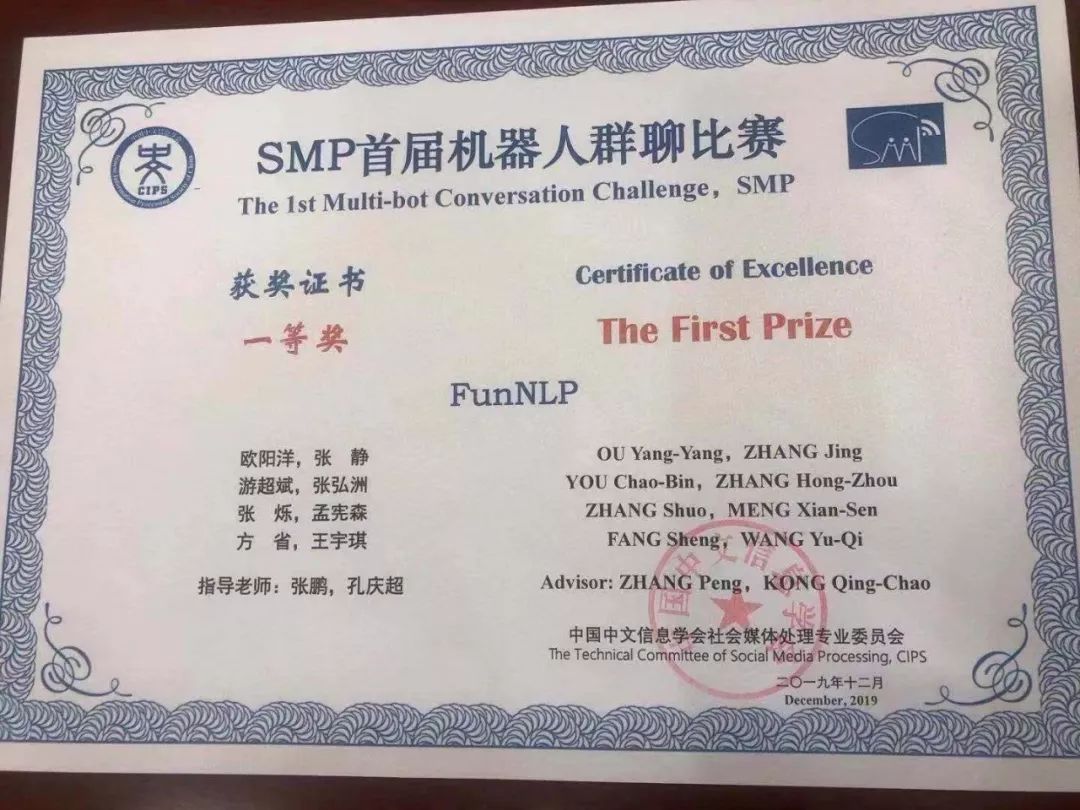 SMP首届机器人群聊比赛
The 1st Multi-bot Conversation Challenge, SMP
CIPS
SMP
获奖证书
Certificate of Excellence
一等奖
The First Prize
FunNLP
欧阳洋，张 静
OU Yang-Yang, ZHANG Jing
游超斌，张弘洲
YOU Chao-Bin, ZHANG Hong-Zhou
张 烁，孟宪森
ZHANG Shuo, MENG Xian-Sen
方 省，王宇琪
FANG Sheng, WANG Yu-Qi
指导老师：张鹏，孔庆超
Advisor: ZHANG Peng, KONG Qing-Chao
中国中文信息学会社会媒体处理专业委员会
The Technical Committee of Social Media Processing, CIPS
二〇一九年十二月
December, 2019